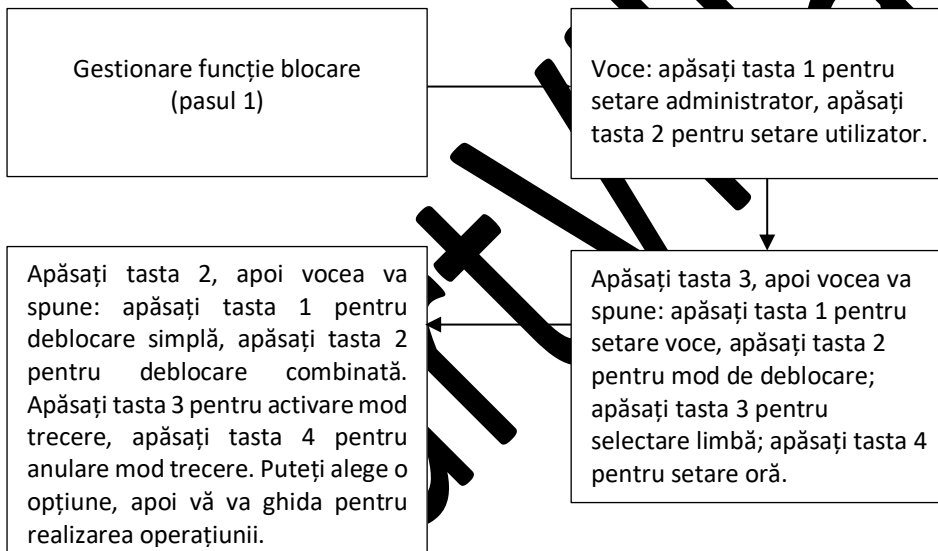 Gestionare funcție blocare
(pasul 1)
Voce: apăsați tasta 1 pentru
setare administrator, apăsați
tasta 2 pentru setare utilizator.
Apăsați tasta 3, apoi vocea va
spune: apăsați tasta 1 pentru
setare voce, apăsați tasta 2
pentru mod de deblocare;
apăsați tasta 3 pentru
selectare limbă; apăsați tasta 4
pentru setare oră.
Apăsați tasta 2, apoi vocea va
spune: apăsați tasta 1 pentru
deblocare simplă, apăsați tasta 2
pentru deblocare combinată.
Apăsați tasta 3 pentru activare mod
trecere, apăsați tasta 4 pentru
anulare mod trecere. Puteți alege o
opțiune, apoi vă va ghida pentru
realizarea operațiunii.